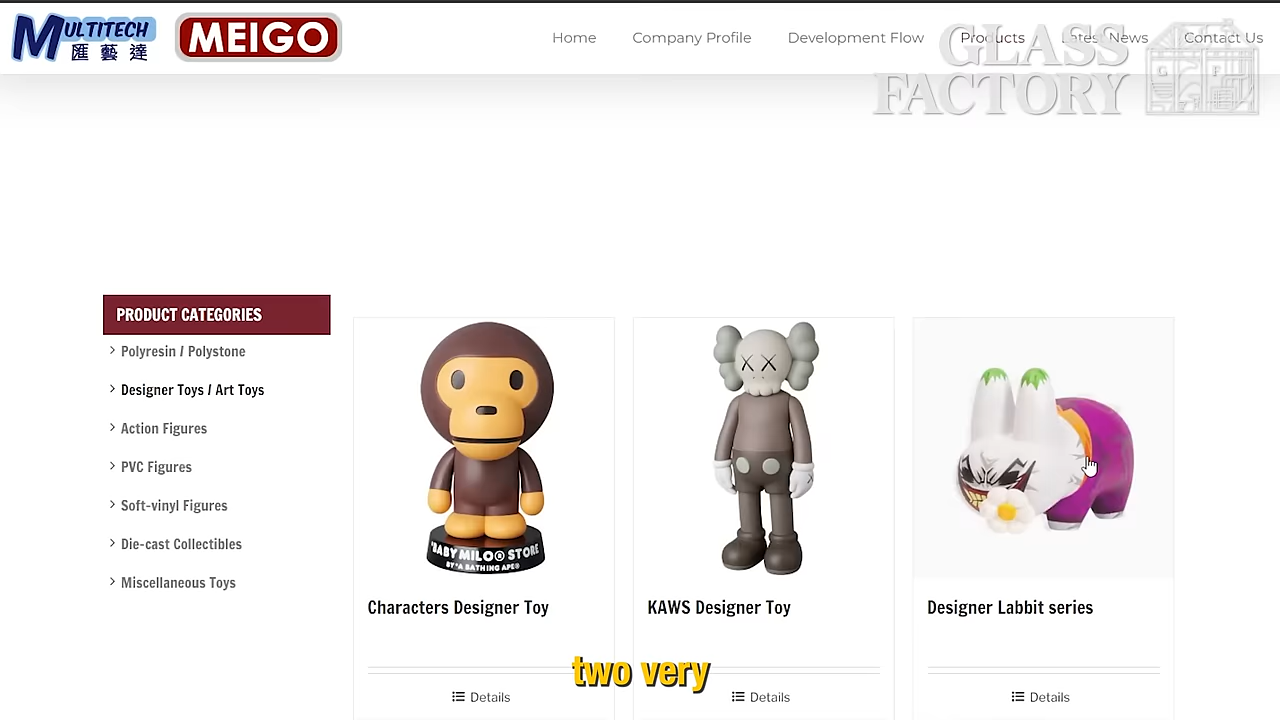 MULTITECH
匯藝達
MEIGO
Home
Company Profile
Development Flow
Products
Latest News
Contact Us
GLASS
FACTORY
G F
PRODUCT CATEGORIES
Polyresin / Polystone
Designer Toys / Art Toys
Action Figures
PVC Figures
Soft-vinyl Figures
Die-cast Collectibles
Miscellaneous Toys
"BABY MILO® STORE
BY *A BATHING APE®
Characters Designer Toy
KAWS Designer Toy
Designer Labbit series
Details
Details
Details
two very